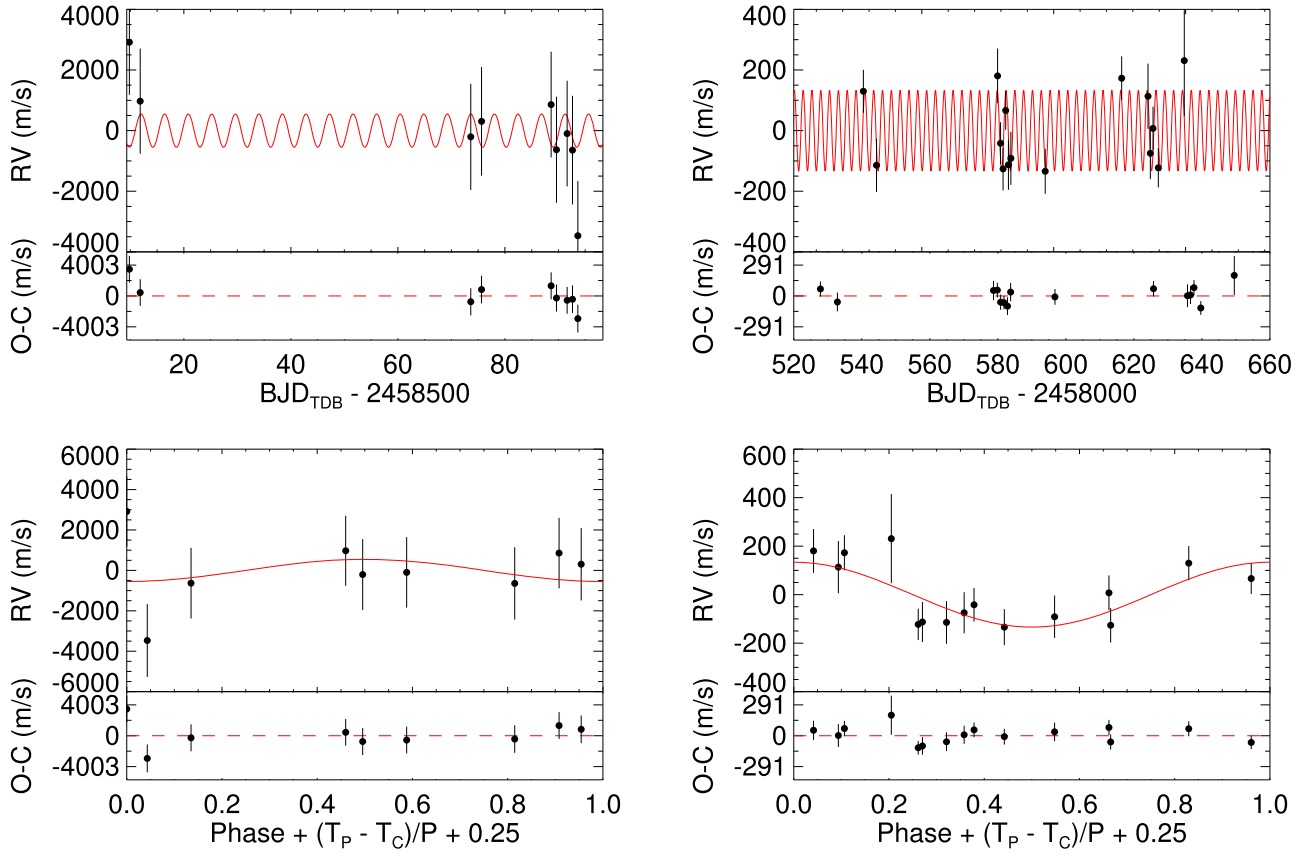 4000
2000
0
-2000
-4000
RV (m/s)
4003
0
-4003
O-C (m/s)
20 40 60 80
BJD_TDB - 2458500
400
200
0
-200
-400
RV (m/s)
291
0
-291
O-C (m/s)
520 540 560 580 600 620 640 660
BJD_TDB - 2458000
6000
4000
2000
0
-2000
-4000
-6000
RV (m/s)
4003
0
-4003
O-C (m/s)
0.0 0.2 0.4 0.6 0.8 1.0
Phase + (T_P - T_C)/P + 0.25
600
400
200
0
-200
-400
RV (m/s)
291
0
-291
O-C (m/s)
0.0 0.2 0.4 0.6 0.8 1.0
Phase + (T_P - T_C)/P + 0.25